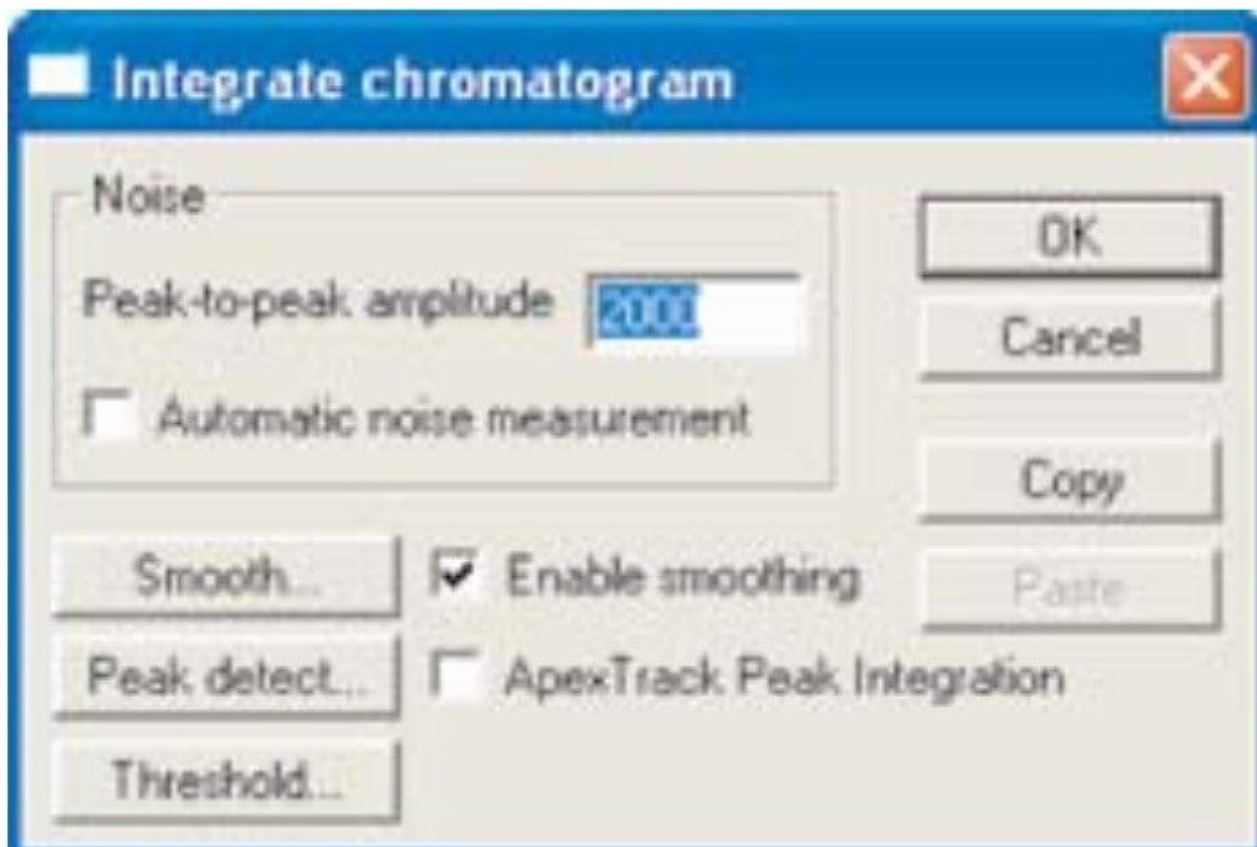 Integrate chromatogram
Noise
Peak-to-peak amplitude 2000
Automatic noise measurement
OK
Cancel
Copy
Paste
Smooth... Enable smoothing
Peak detect... ApexTrack Peak Integration
Threshold...